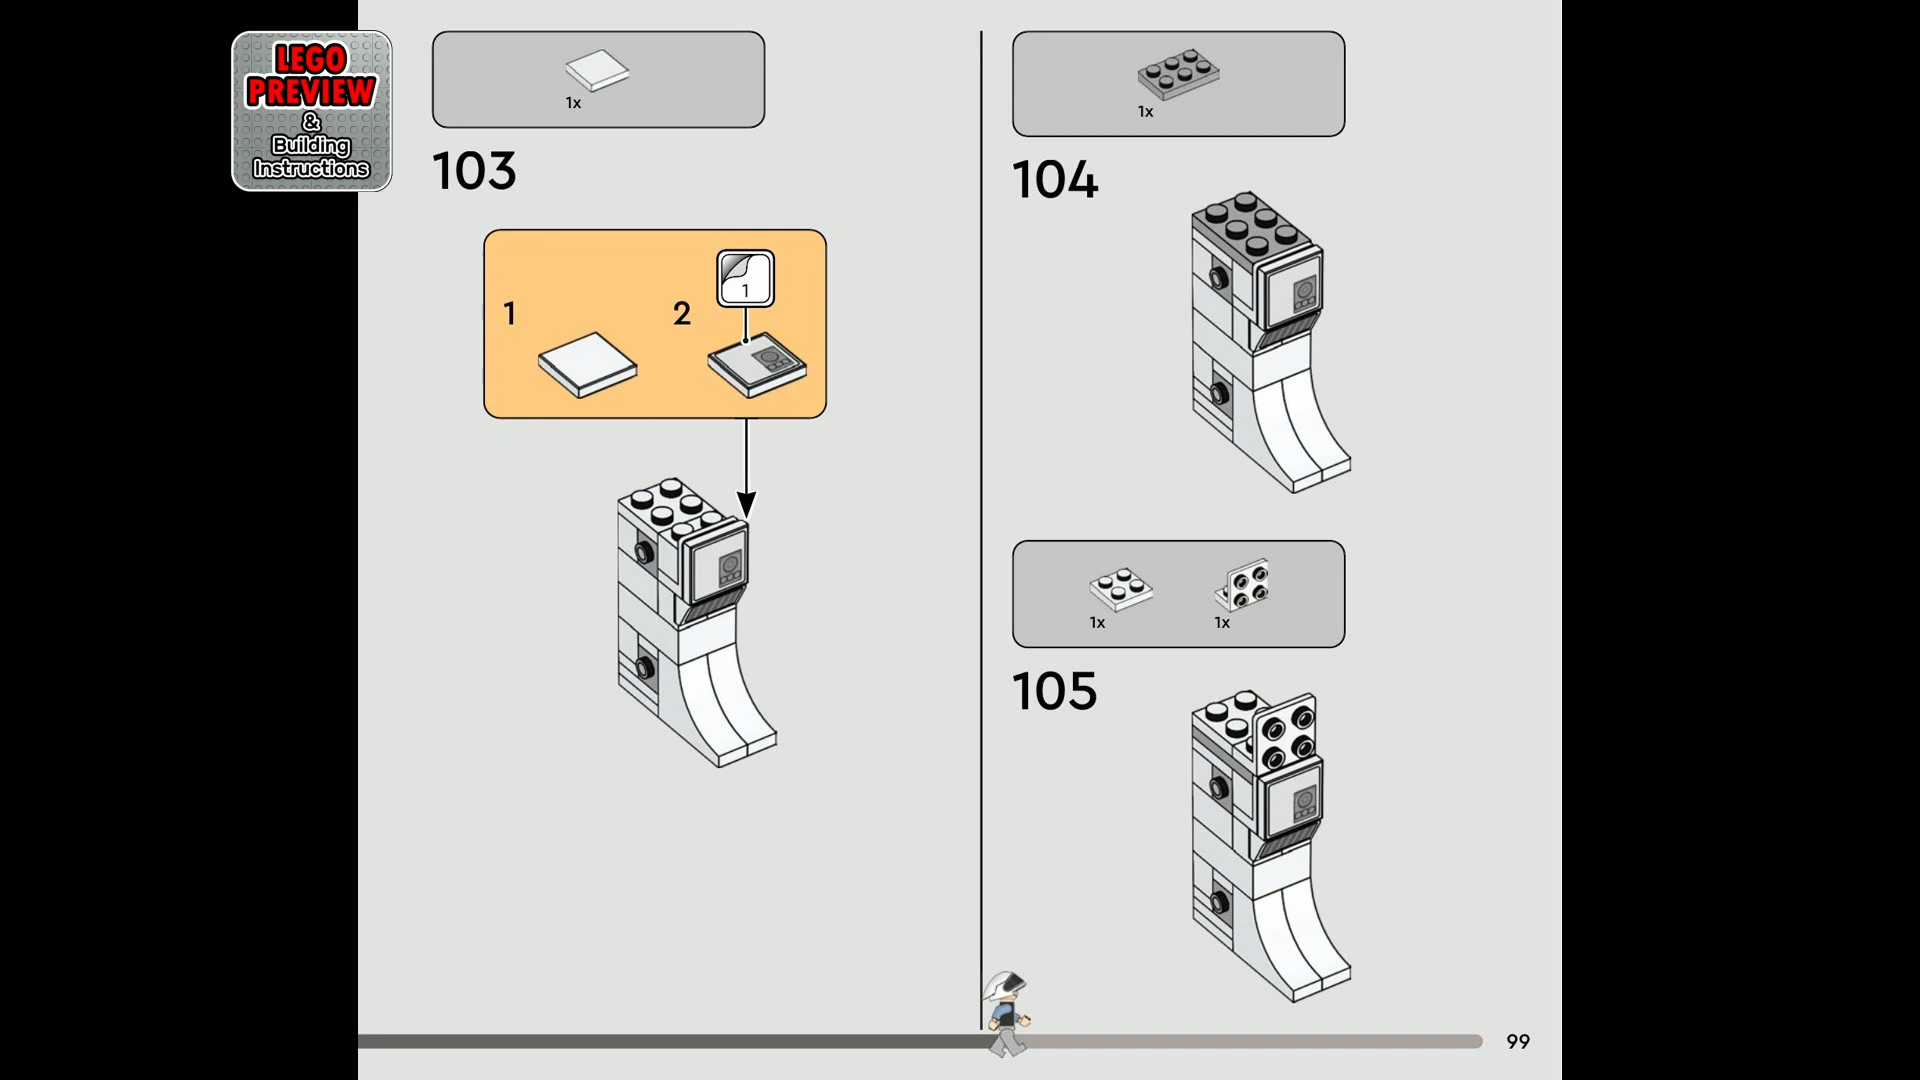 LEGO
PREVIEW
&
Building
Instructions
1x
103
1
2
1
1x
104
1x
1x
105
99